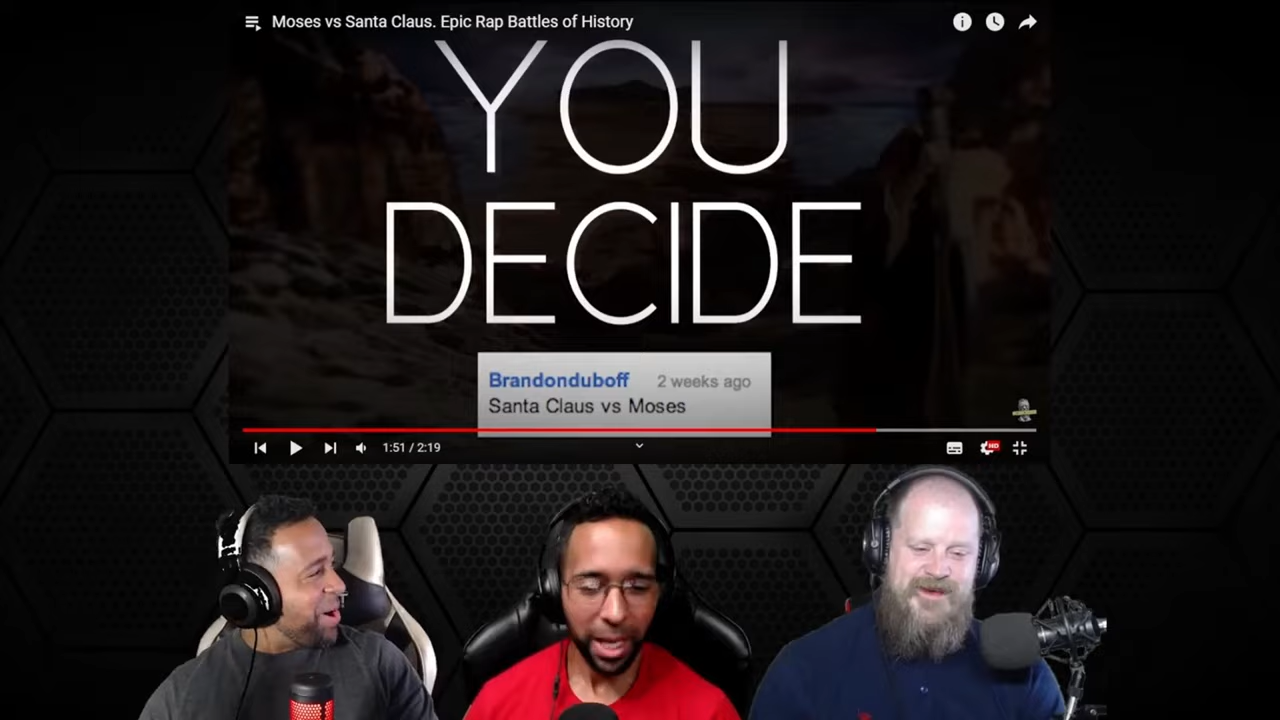 Moses vs Santa Claus. Epic Rap Battles of History
YOU
DECIDE
Brandonduboff 2 weeks ago
Santa Claus vs Moses
1:51 / 2:19
HD